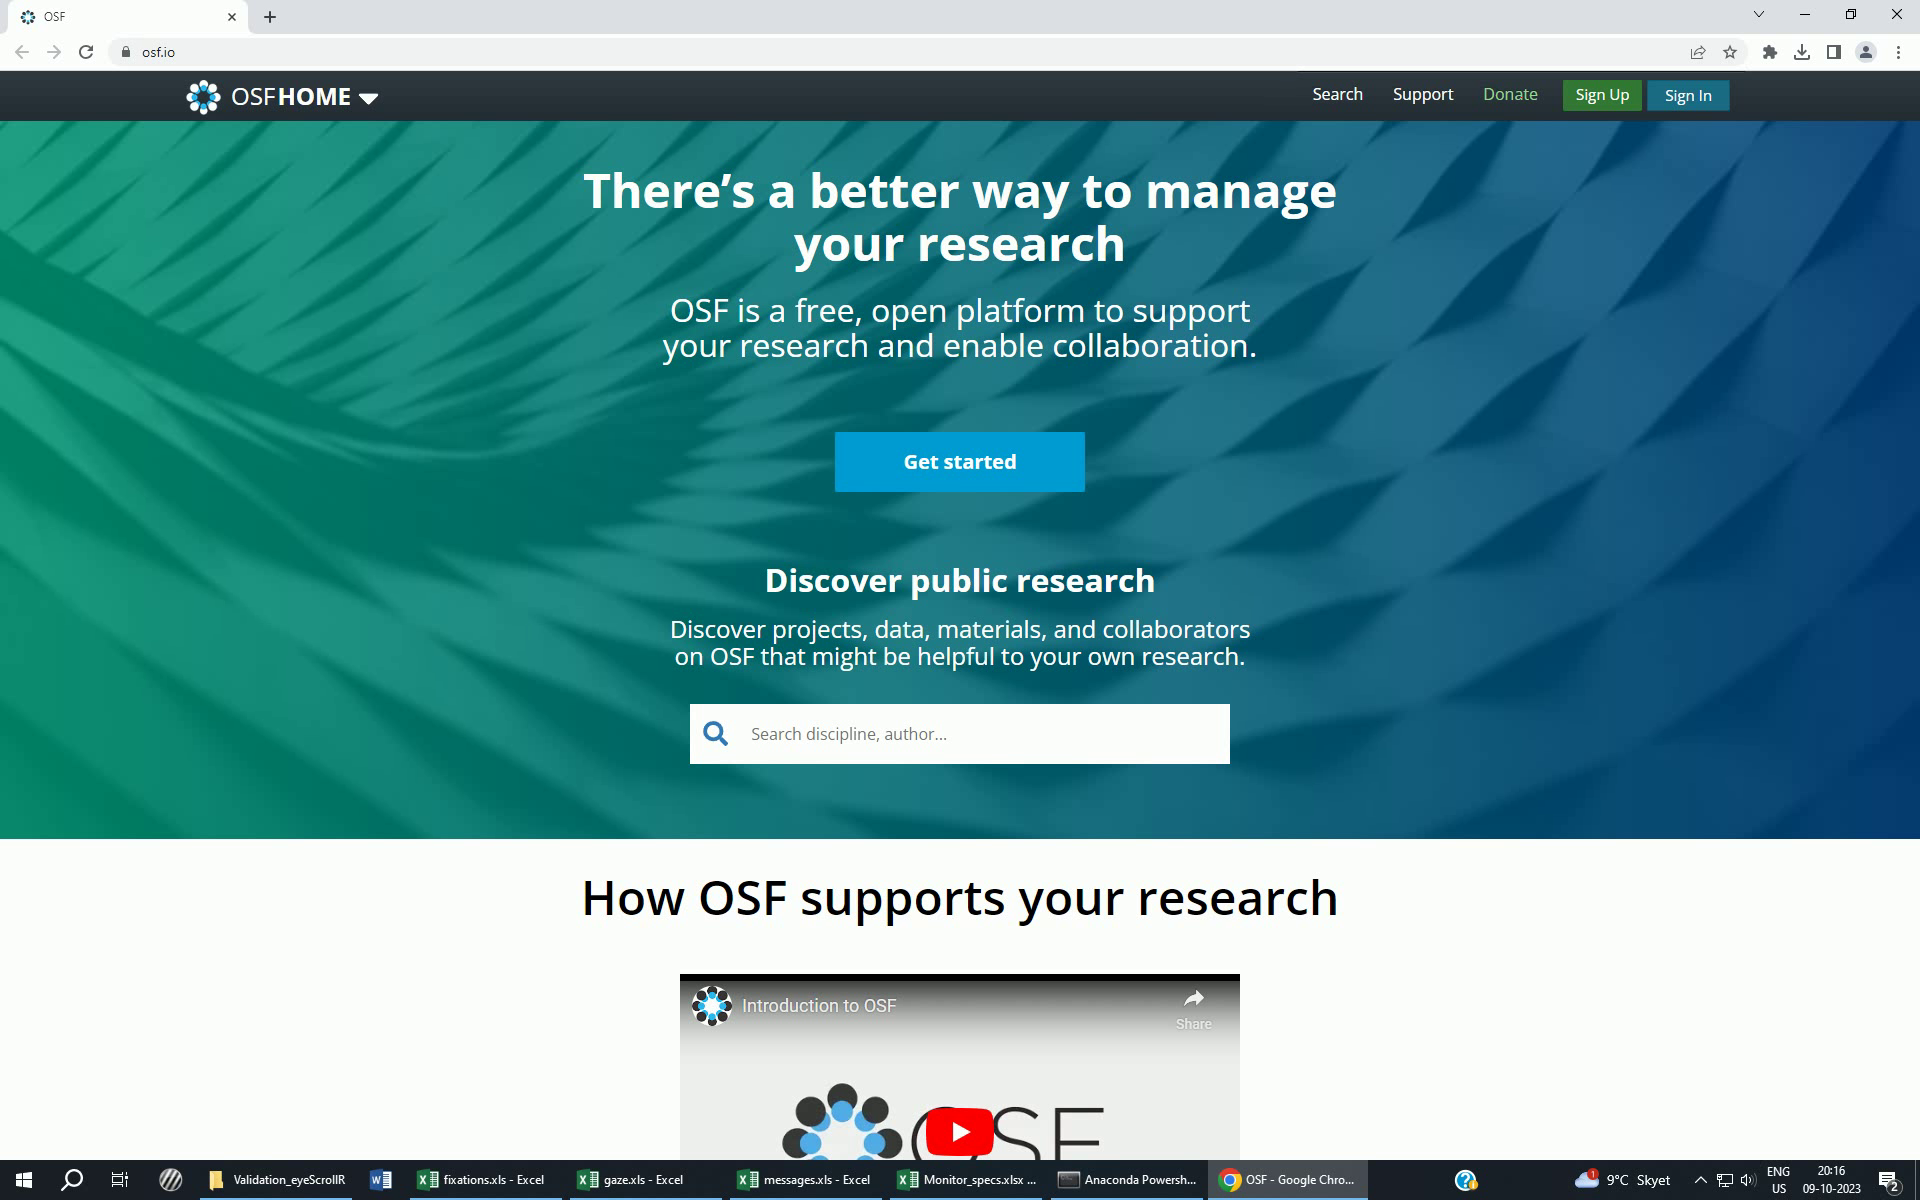 OSF
osf.io
OSFHOME
Search Support Donate Sign Up Sign In
There's a better way to manage
your research
OSF is a free, open platform to support
your research and enable collaboration.
Get started
Discover public research
Discover projects, data, materials, and collaborators
on OSF that might be helpful to your own research.
Search discipline, author...
How OSF supports your research
Introduction to OSF
Share
OSF
Validation_eyeScrollR fixations.xls - Excel gaze.xls - Excel messages.xls - Excel Monitor_specs.xlsx ... Anaconda Powersh... OSF - Google Chro... 1 9°C Skyet ENG US 20:16 09-10-2023 2